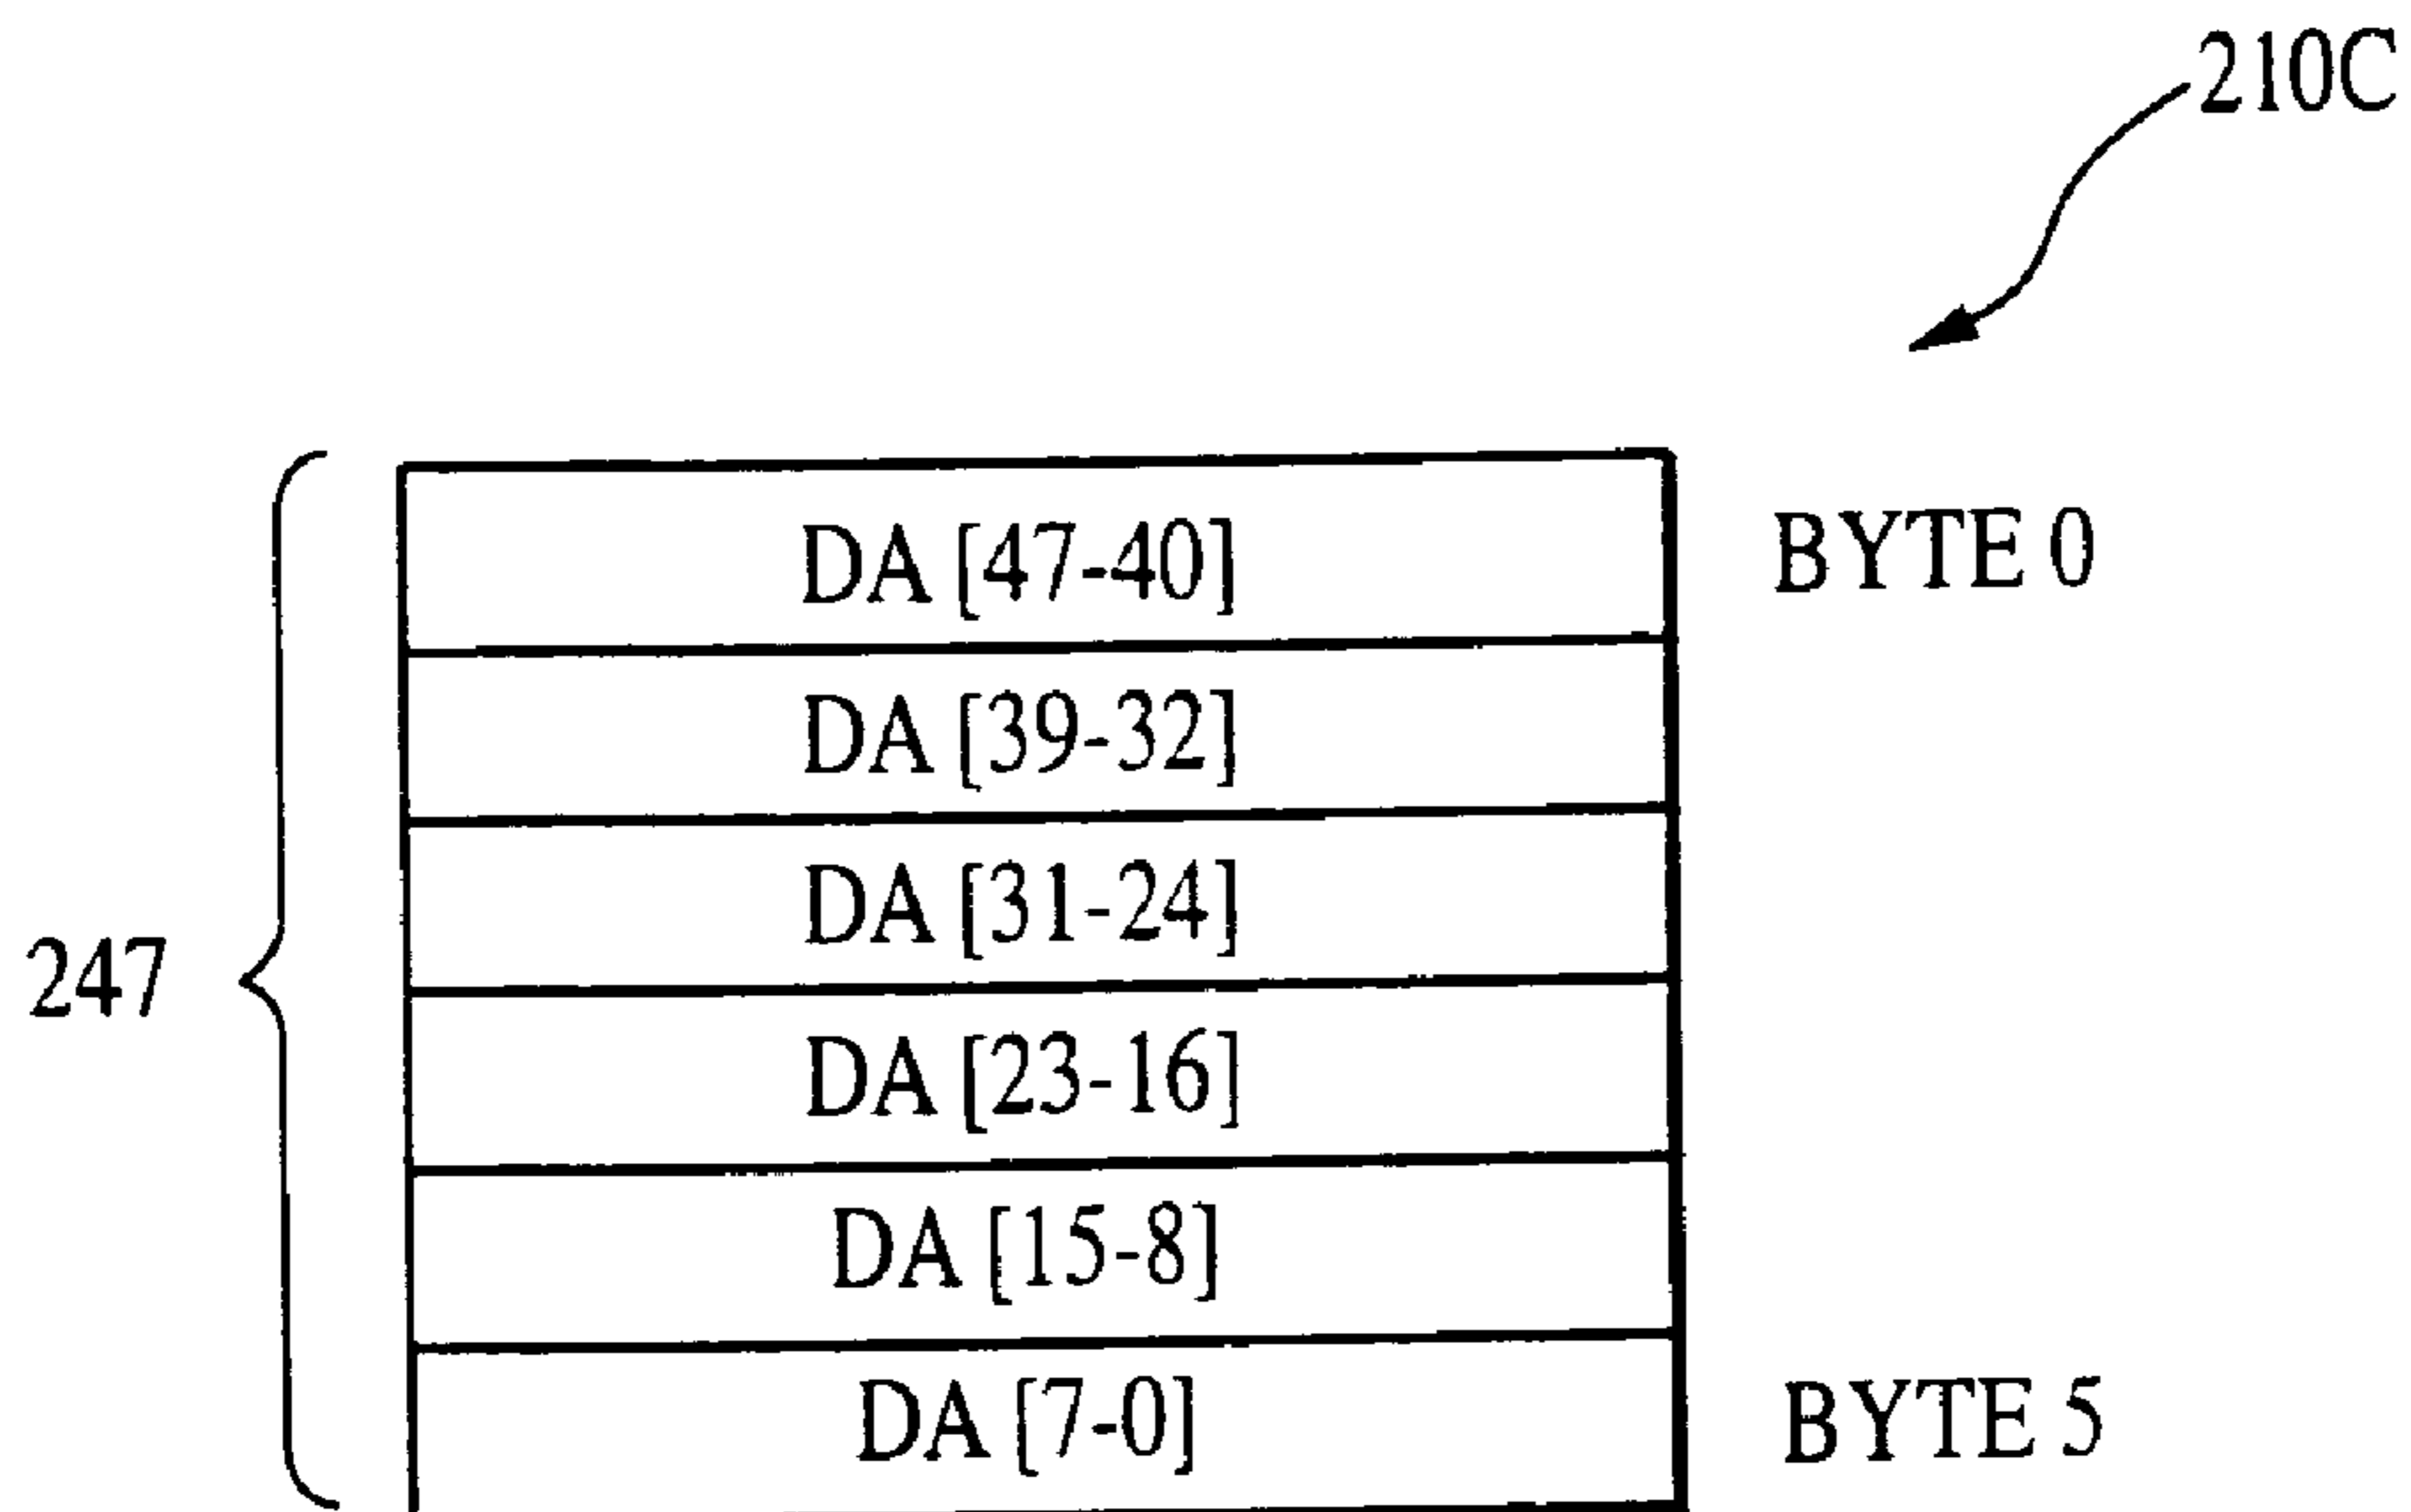 210C
DA [47-40] BYTE 0
DA [39-32]
DA [31-24]
247
DA [23-16]
DA [15-8]
DA [7-0] BYTE 5